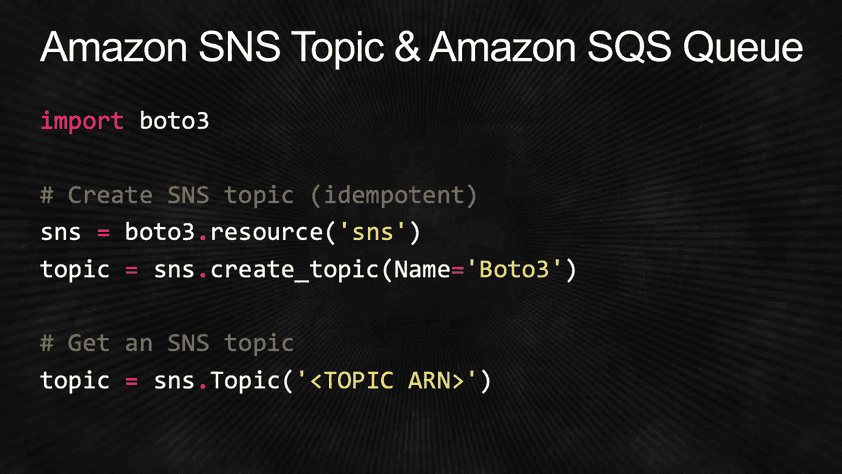 Amazon SNS Topic & Amazon SQS Queue
import boto3
# Create SNS topic (idempotent)
sns = boto3.resource('sns')
topic = sns.create_topic(Name='Boto3')
# Get an SNS topic
topic = sns.Topic('<TOPIC ARN>')